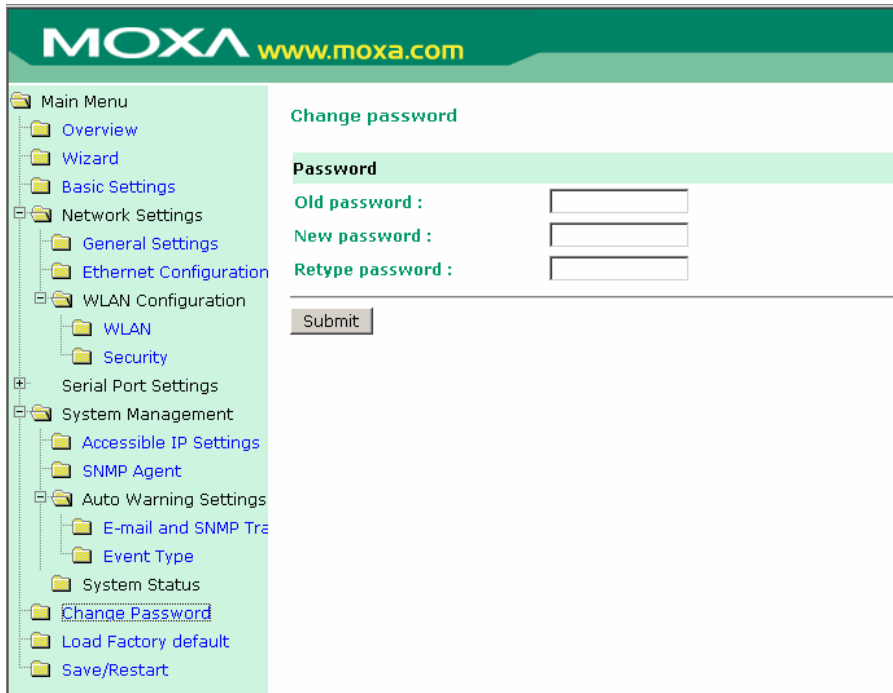 MOXA www.moxa.com
Main Menu
Overview
Wizard
Basic Settings
Network Settings
General Settings
Ethernet Configuration
WLAN Configuration
WLAN
Security
Serial Port Settings
System Management
Accessible IP Settings
SNMP Agent
Auto Warning Settings
E-mail and SNMP Tra
Event Type
System Status
Change Password
Load Factory default
Save/Restart
Change password
Password
Old password :
New password :
Retype password :
Submit